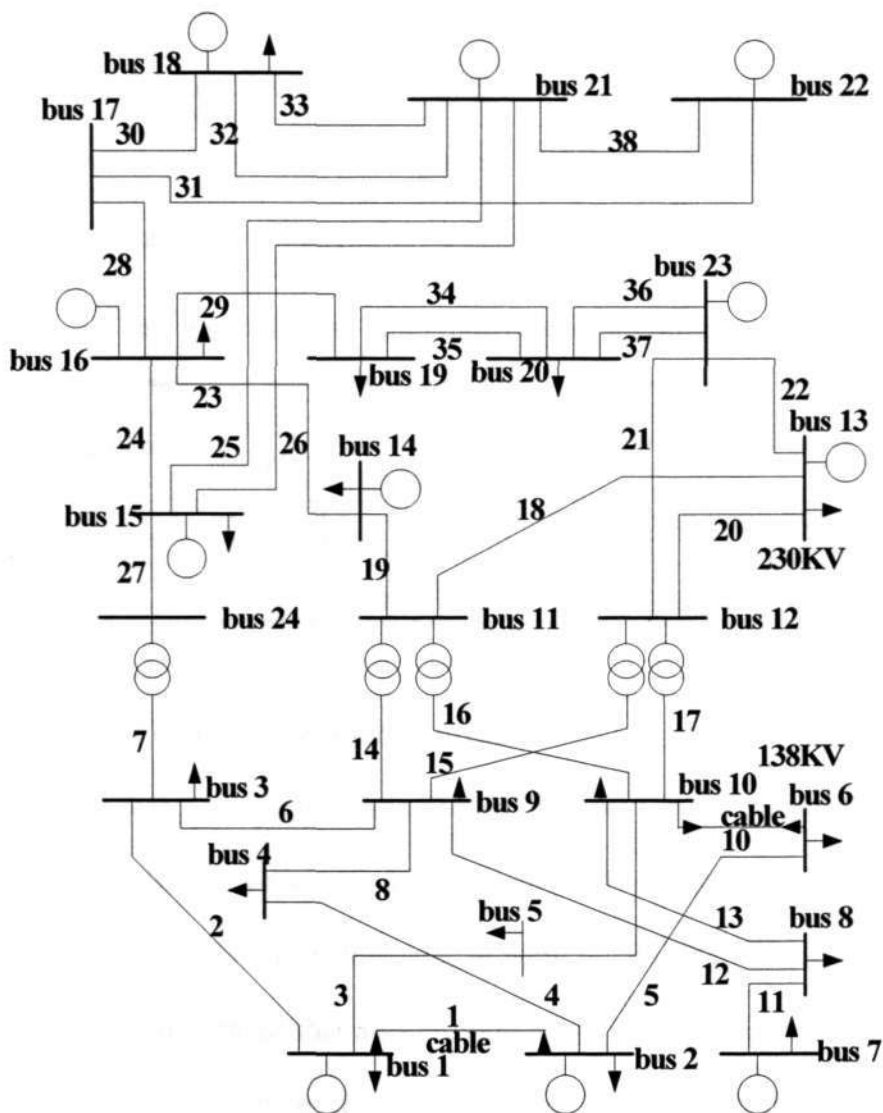 bus 18
33
bus 21
bus 22
bus 17
30
32
38
31
28
29
34
bus 23
36
bus 16
35
37
bus 19
bus 20
23
22
24
25
26
bus 14
21
bus 13
bus 15
18
20
27
19
230KV
bus 24
bus 11
bus 12
16
17
7
14
15
138KV
bus 3
bus 9
bus 10
bus 6
6
cable
10
bus 4
8
2
bus 5
13
bus 8
12
3
4
5
11
1
cable
bus 1
bus 2
bus 7